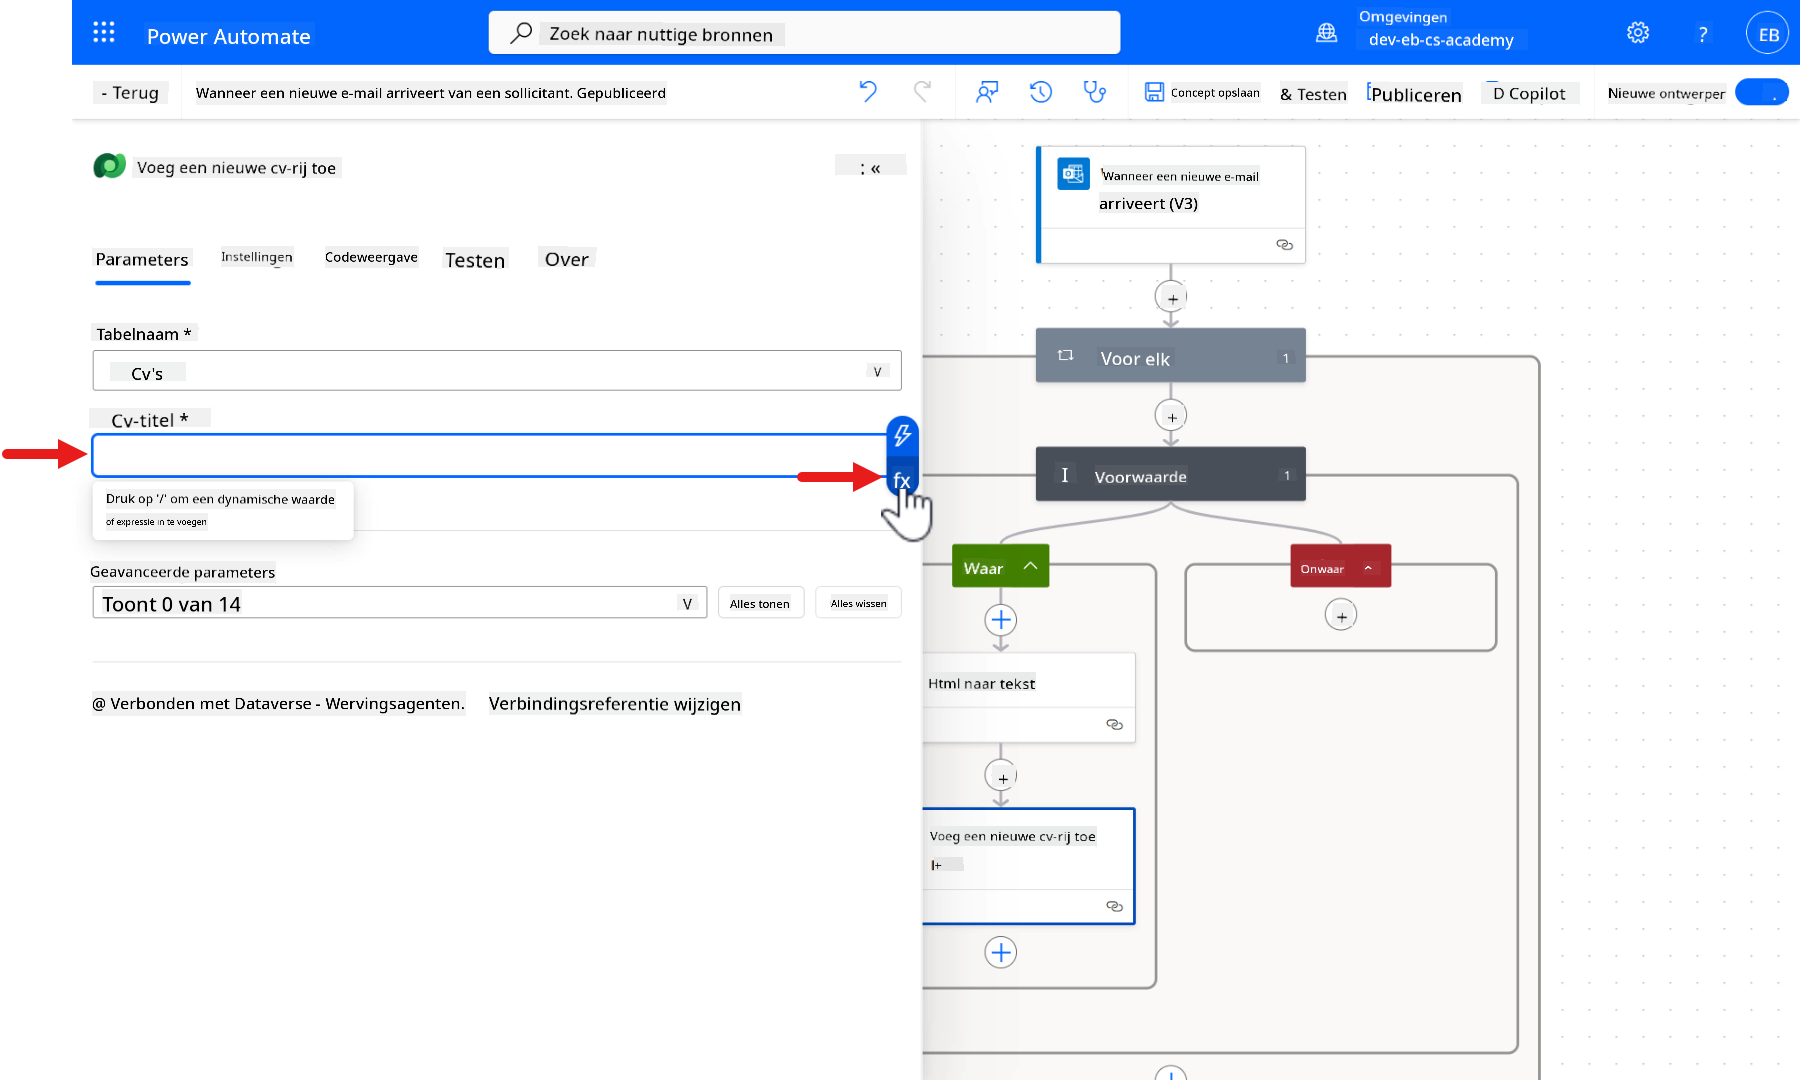 Power Automate
Zoek naar nuttige bronnen
Omgevingen
dev-eb-cs-academy
?
EB
- Terug
Wanneer een nieuwe e-mail arriveert van een sollicitant. Gepubliceerd
Concept opslaan
& Testen
Publiceren
D Copilot
Nieuwe ontwerper
Voeg een nieuwe cv-rij toe
: «
Parameters
Instellingen
Codeweergave
Testen
Over
Tabelnaam *
Cv's
Cv-titel *
fx
Druk op '/' om een dynamische waarde
of expressie in te voegen
Geavanceerde parameters
Toont 0 van 14
Alles tonen
Alles wissen
@ Verbonden met Dataverse - Wervingsagenten.
Verbindingsreferentie wijzigen
'Wanneer een nieuwe e-mail
arriveert (V3)
Voor elk
1
Voorwaarde
1
Waar
Onwaar
Html naar tekst
Voeg een nieuwe cv-rij toe